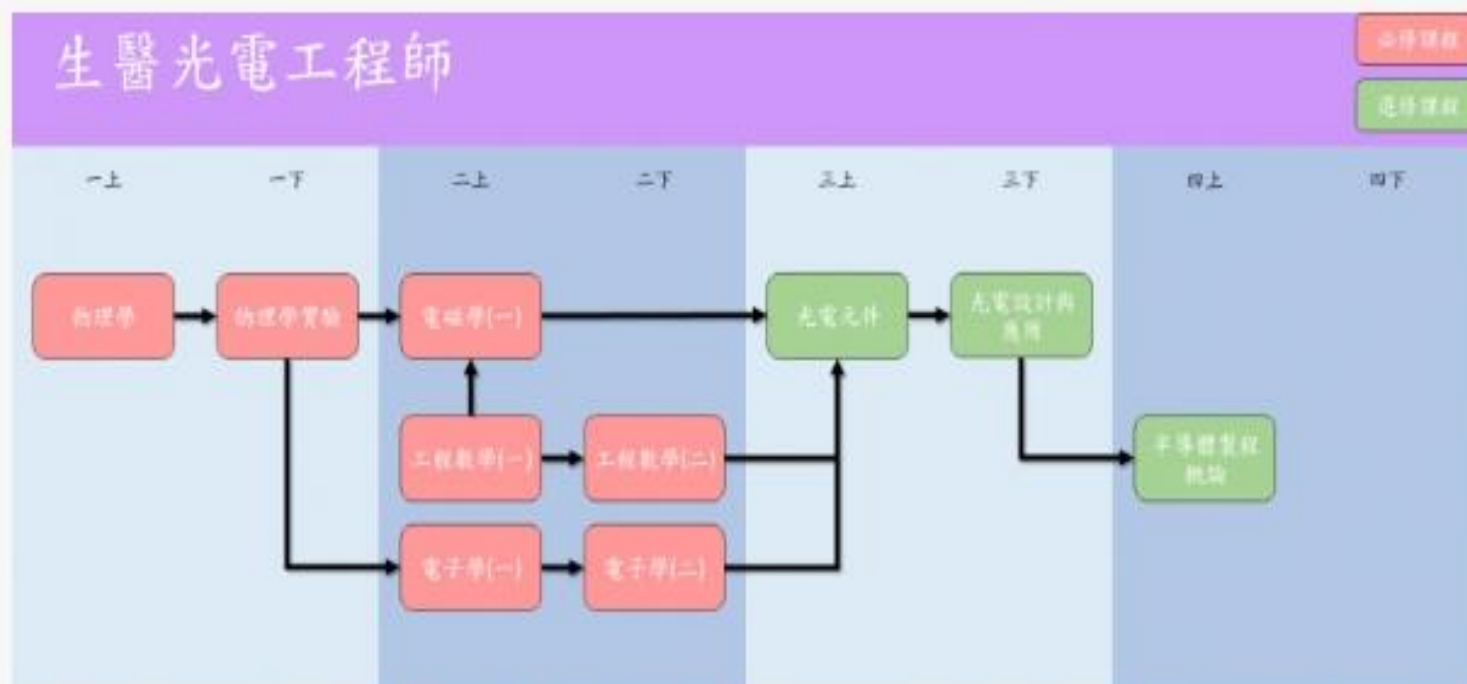 生醫光電工程師
必修課程
選修課程
一上
一下
二上
二下
三上
三下
四上
四下
物理學
物理學實驗
電磁學(一)
光電元件
光電設計與
應用
工程數學(一)
工程數學(二)
半導體製程
概論
電子學(一)
電子學(二)